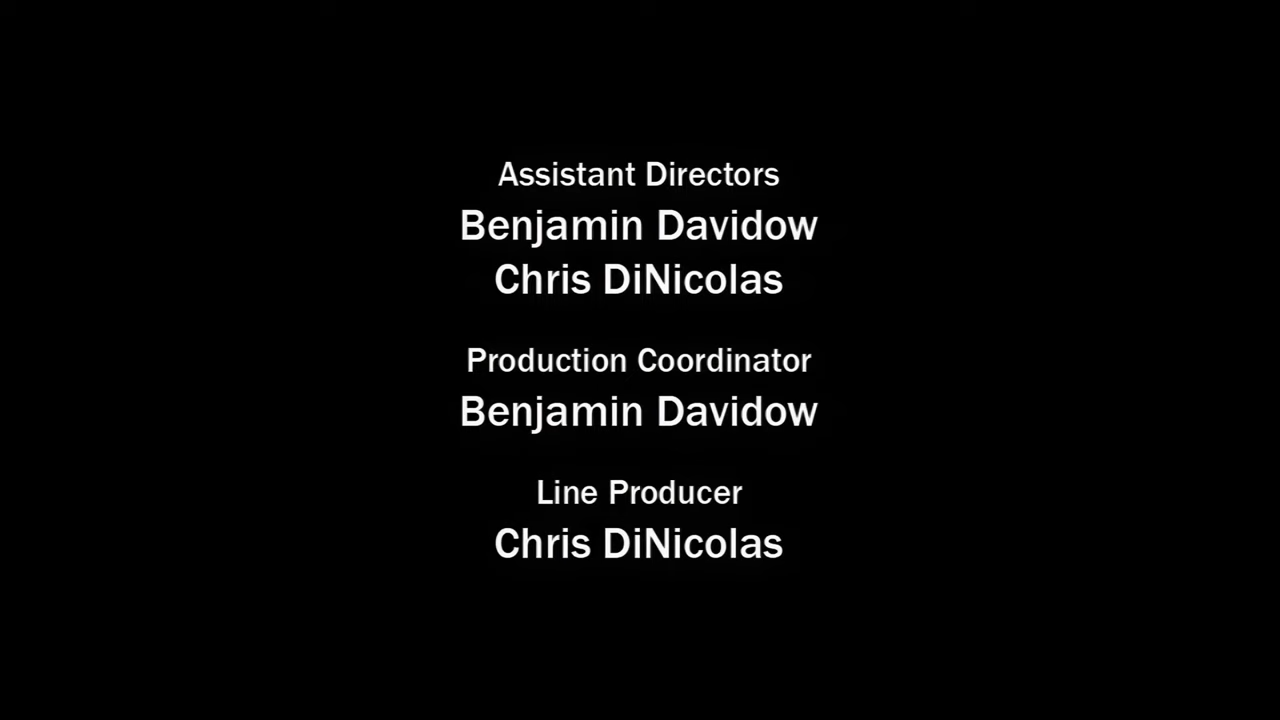 Assistant Directors
Benjamin Davidow
Chris DiNicolas
Production Coordinator
Benjamin Davidow
Line Producer
Chris DiNicolas